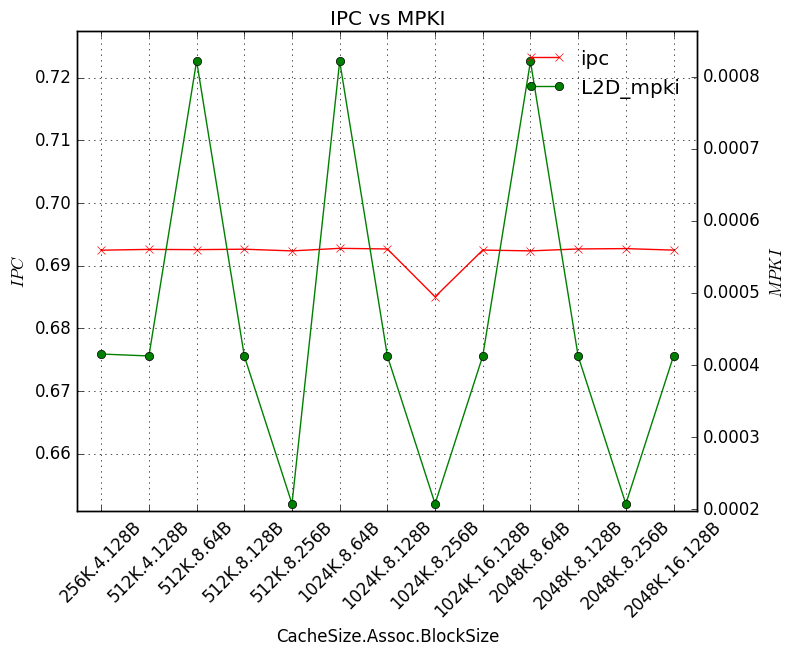 IPC vs MPKI
ipc
L2D_mpki
0.72
0.71
0.70
0.69
0.68
0.67
0.66
IPC
0.0008
0.0007
0.0006
0.0005
0.0004
0.0003
0.0002
MPKI
256K.4.128B
512K.4.128B
512K.8.64B
512K.8.128B
512K.8.256B
1024K.8.64B
1024K.8.128B
1024K.8.256B
1024K.16.128B
2048K.8.64B
2048K.8.128B
2048K.8.256B
2048K.16.128B
CacheSize.Assoc.BlockSize